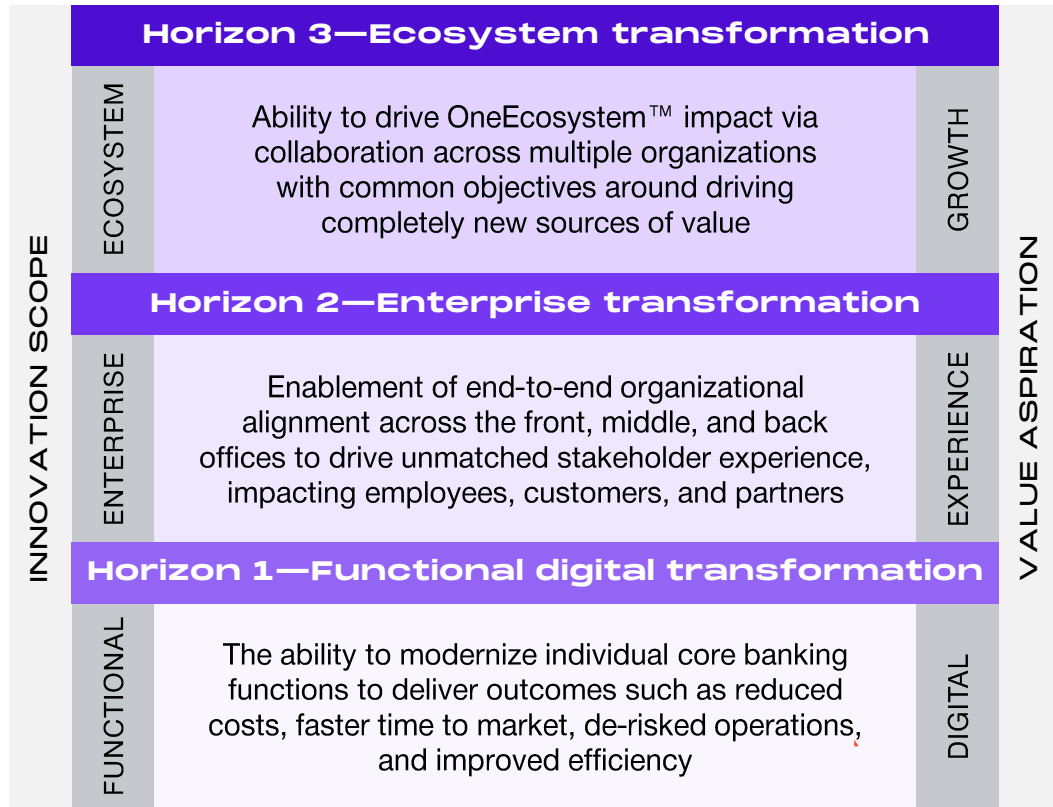 Horizon 3—Ecosystem transformation
INNOVATION SCOPE
ECOSYSTEM
Ability to drive OneEcosystem™ impact via
collaboration across multiple organizations
with common objectives around driving
completely new sources of value
GROWTH
VALUE ASPIRATION
Horizon 2—Enterprise transformation
ENTERPRISE
Enablement of end-to-end organizational
alignment across the front, middle, and back
offices to drive unmatched stakeholder experience,
impacting employees, customers, and partners
EXPERIENCE
Horizon 1—Functional digital transformation
FUNCTIONAL
The ability to modernize individual core banking
functions to deliver outcomes such as reduced
costs, faster time to market, de-risked operations,
and improved efficiency
DIGITAL